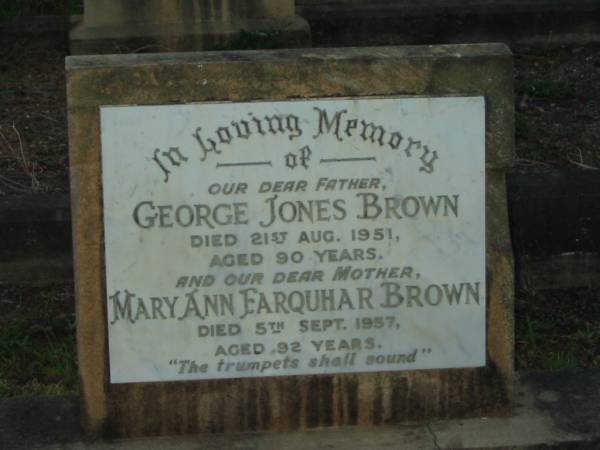 In Loving Memory
of
OUR DEAR FATHER,
GEORGE JONES BROWN
DIED 21ST AUG. 1951,
AGED 90 YEARS.
AND OUR DEAR MOTHER,
MARY ANN FARQUHAR BROWN
DIED 5TH SEPT. 1957,
AGED 92 YEARS.
"The trumpets shall sound"